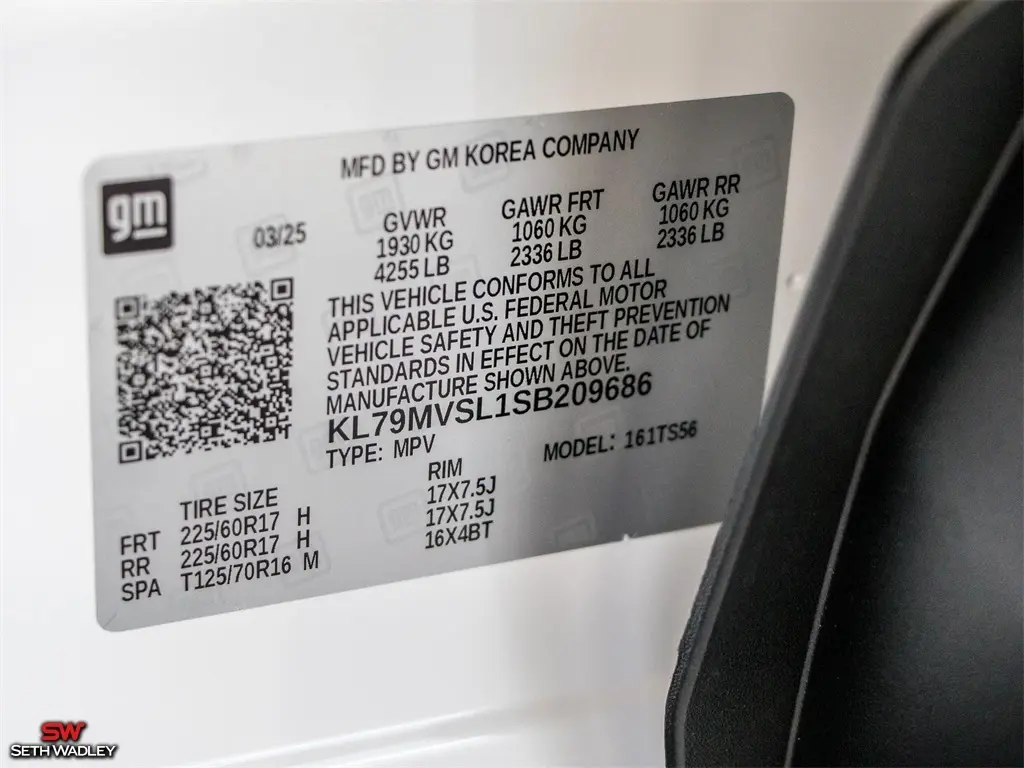 MFD BY GM KOREA COMPANY
gm
03/25
GVWR
1930 KG
4255 LB
GAWR FRT
1060 KG
2336 LB
GAWR RR
1060 KG
2336 LB
THIS VEHICLE CONFORMS TO ALL
APPLICABLE U.S. FEDERAL MOTOR
VEHICLE SAFETY AND THEFT PREVENTION
STANDARDS IN EFFECT ON THE DATE OF
MANUFACTURE SHOWN ABOVE.
KL79MVSL1SB209686
TYPE: MPV MODEL: 161TS56
TIRE SIZE RIM
FRT 225/60R17 H 17X7.5J
RR 225/60R17 H 17X7.5J
SPA T125/70R16 M 16X4BT
SW
SETH WADLEY